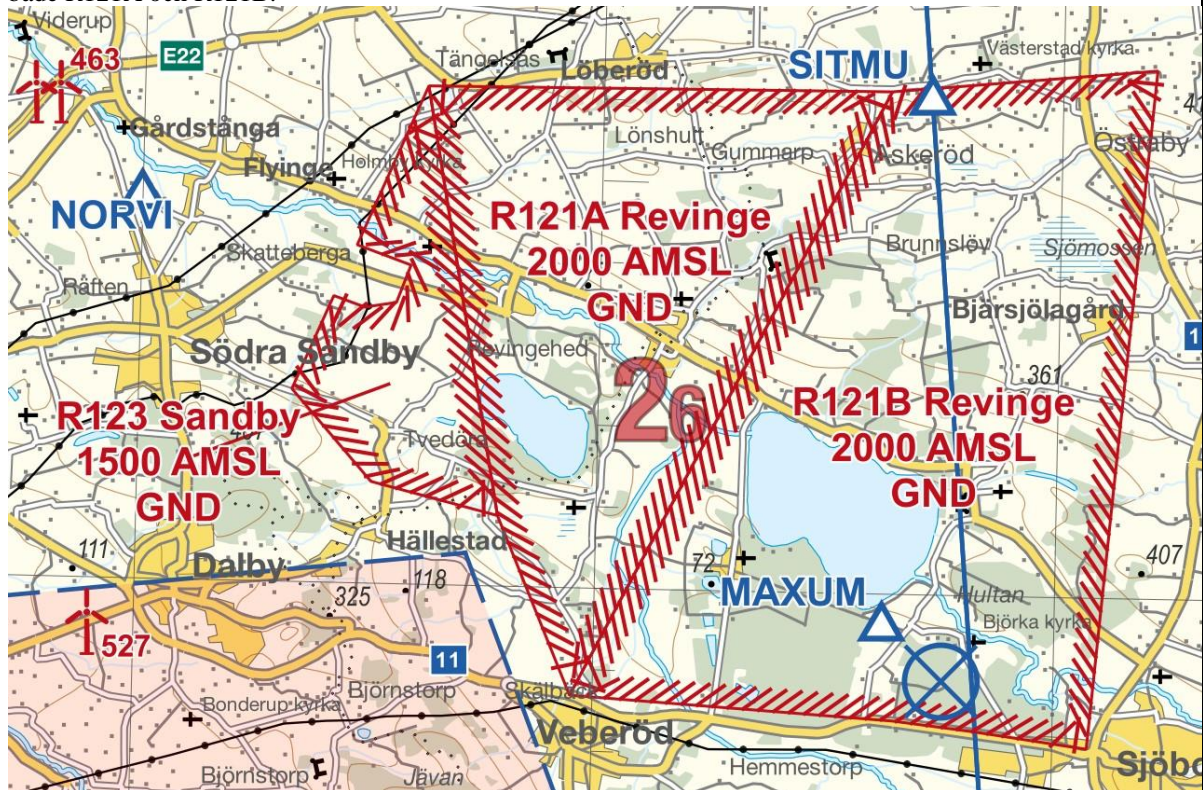 Viderup
463
E22
Tängelsås
Löberöd
SITMU
Västerstad kyrka
Gårdstånga
Flyinge
Holmby kyrka
Lönshutt
Gummarp
Askeröd
Östraby
NORVI
R121A Revinge
2000 AMSL
GND
Skatteberga
Brunnslöv
Sjömossen
Råften
Bjärsjölagård
Södra Sandby
Revingehed
1
361
26
R123 Sandby
1500 AMSL
GND
R121B Revinge
2000 AMSL
GND
Tvedöra
Hällestad
111
Dalby
118
325
72
407
MAXUM
Hultan
Björka kyrka
527
11
Björnstorp
Skälbäck
Bonderup kyrka
Veberöd
Björnstorp
Jävan
Hemmestorp
Sjöbo